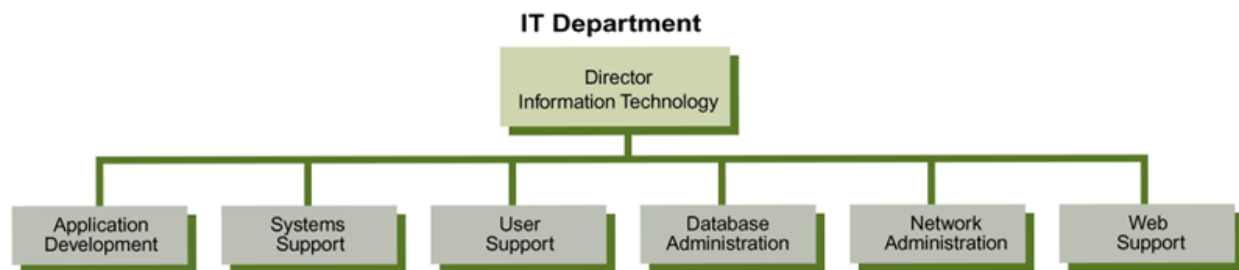 IT Department
Director
Information Technology
Application
Development
Systems
Support
User
Support
Database
Administration
Network
Administration
Web
Support